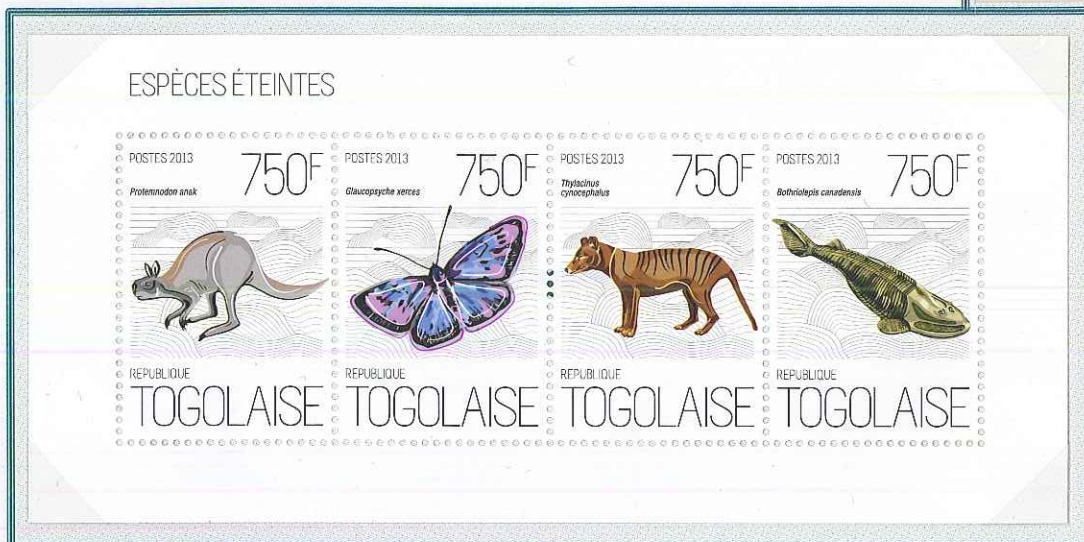 ESPÈCES ÉTEINTES
POSTES 2013 750F
Protemnodon anak
REPUBLIQUE
TOGOLAISE
POSTES 2013 750F
Glaucopsyche xerces
REPUBLIQUE
TOGOLAISE
POSTES 2013 750F
Thylacinus
cynocephalus
REPUBLIQUE
TOGOLAISE
POSTES 2013 750F
Bothriolepis canadensis
REPUBLIQUE
TOGOLAISE